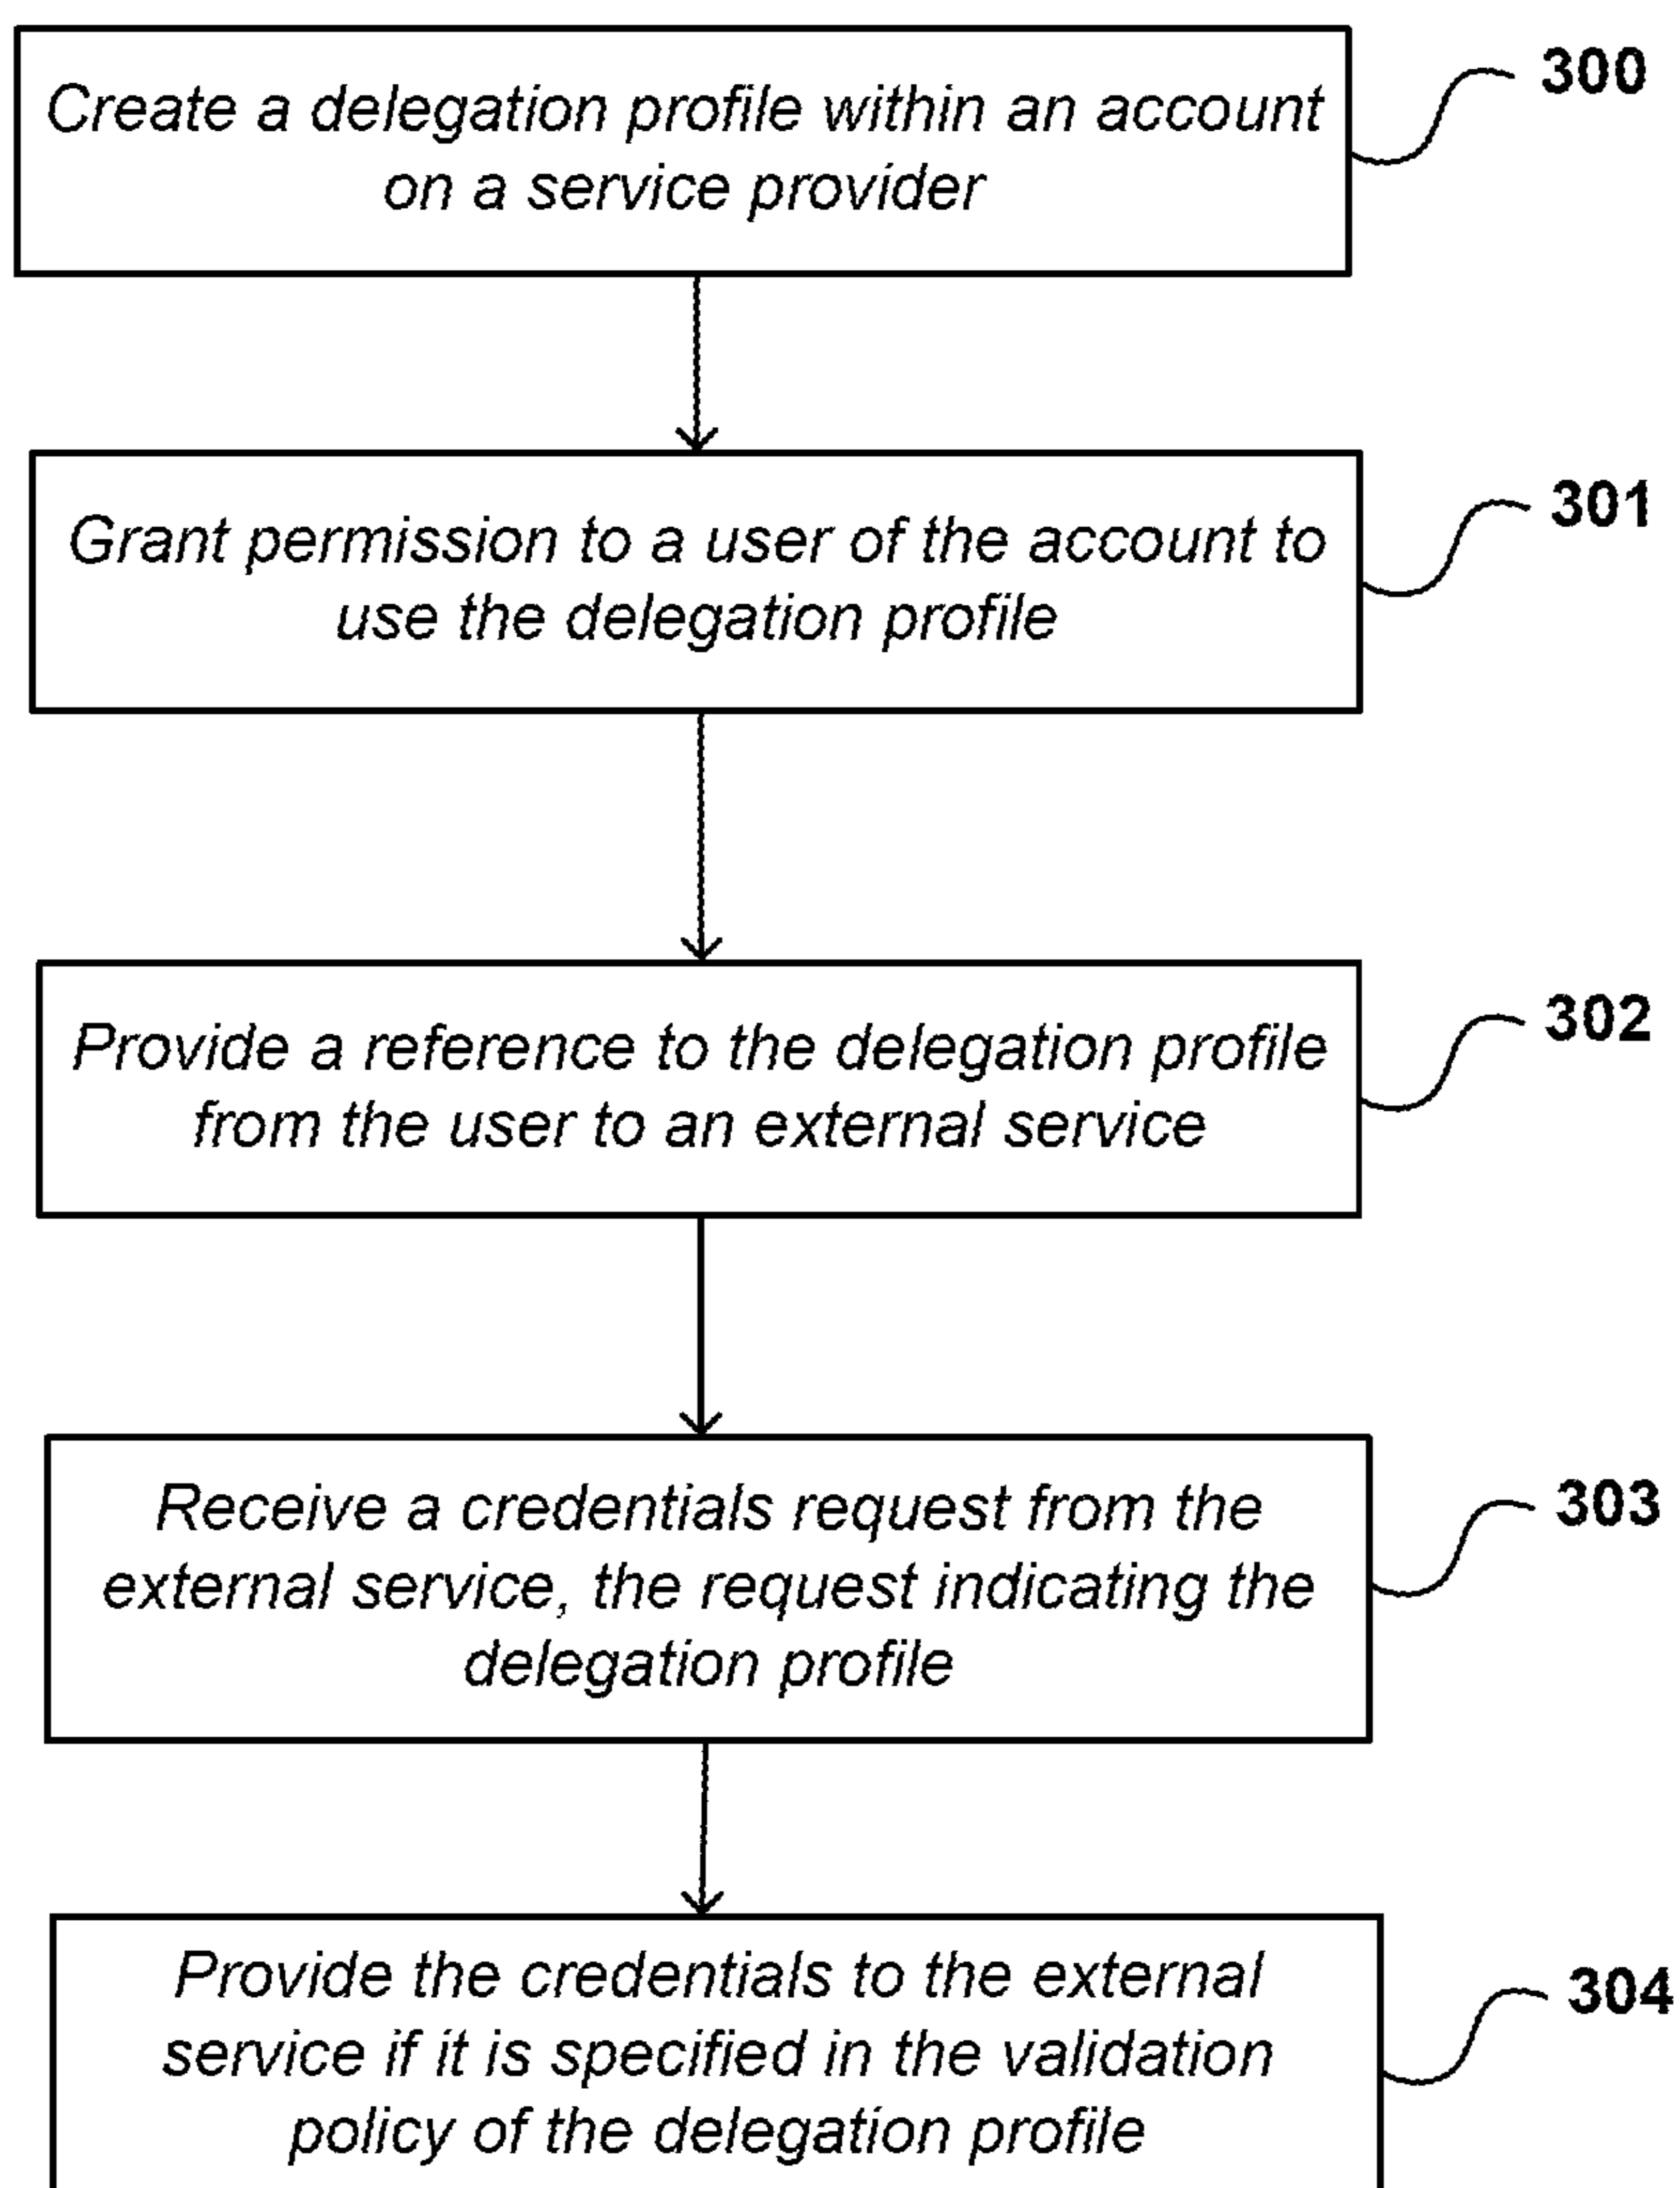 Create a delegation profile within an account
on a service provider
300
Grant permission to a user of the account to
use the delegation profile
301
Provide a reference to the delegation profile
from the user to an external service
302
Receive a credentials request from the
external service, the request indicating the
delegation profile
303
Provide the credentials to the external
service if it is specified in the validation
policy of the delegation profile
304